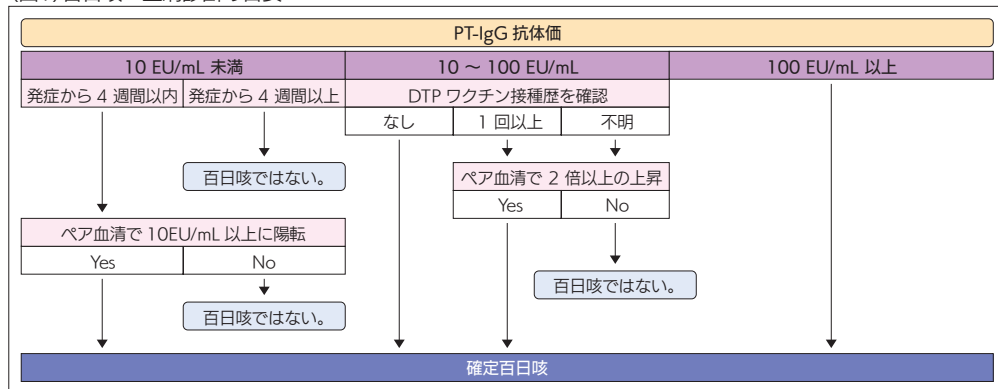 PT-IgG 抗体価
10 EU/mL 未満
10 ～ 100 EU/mL
100 EU/mL 以上
発症から 4 週間以内
発症から 4 週間以上
DTP ワクチン接種歴を確認
なし
1 回以上
不明
百日咳ではない。
ペア血清で 2 倍以上の上昇
Yes
No
ペア血清で 10EU/mL 以上に陽転
Yes
No
百日咳ではない。
百日咳ではない。
確定百日咳